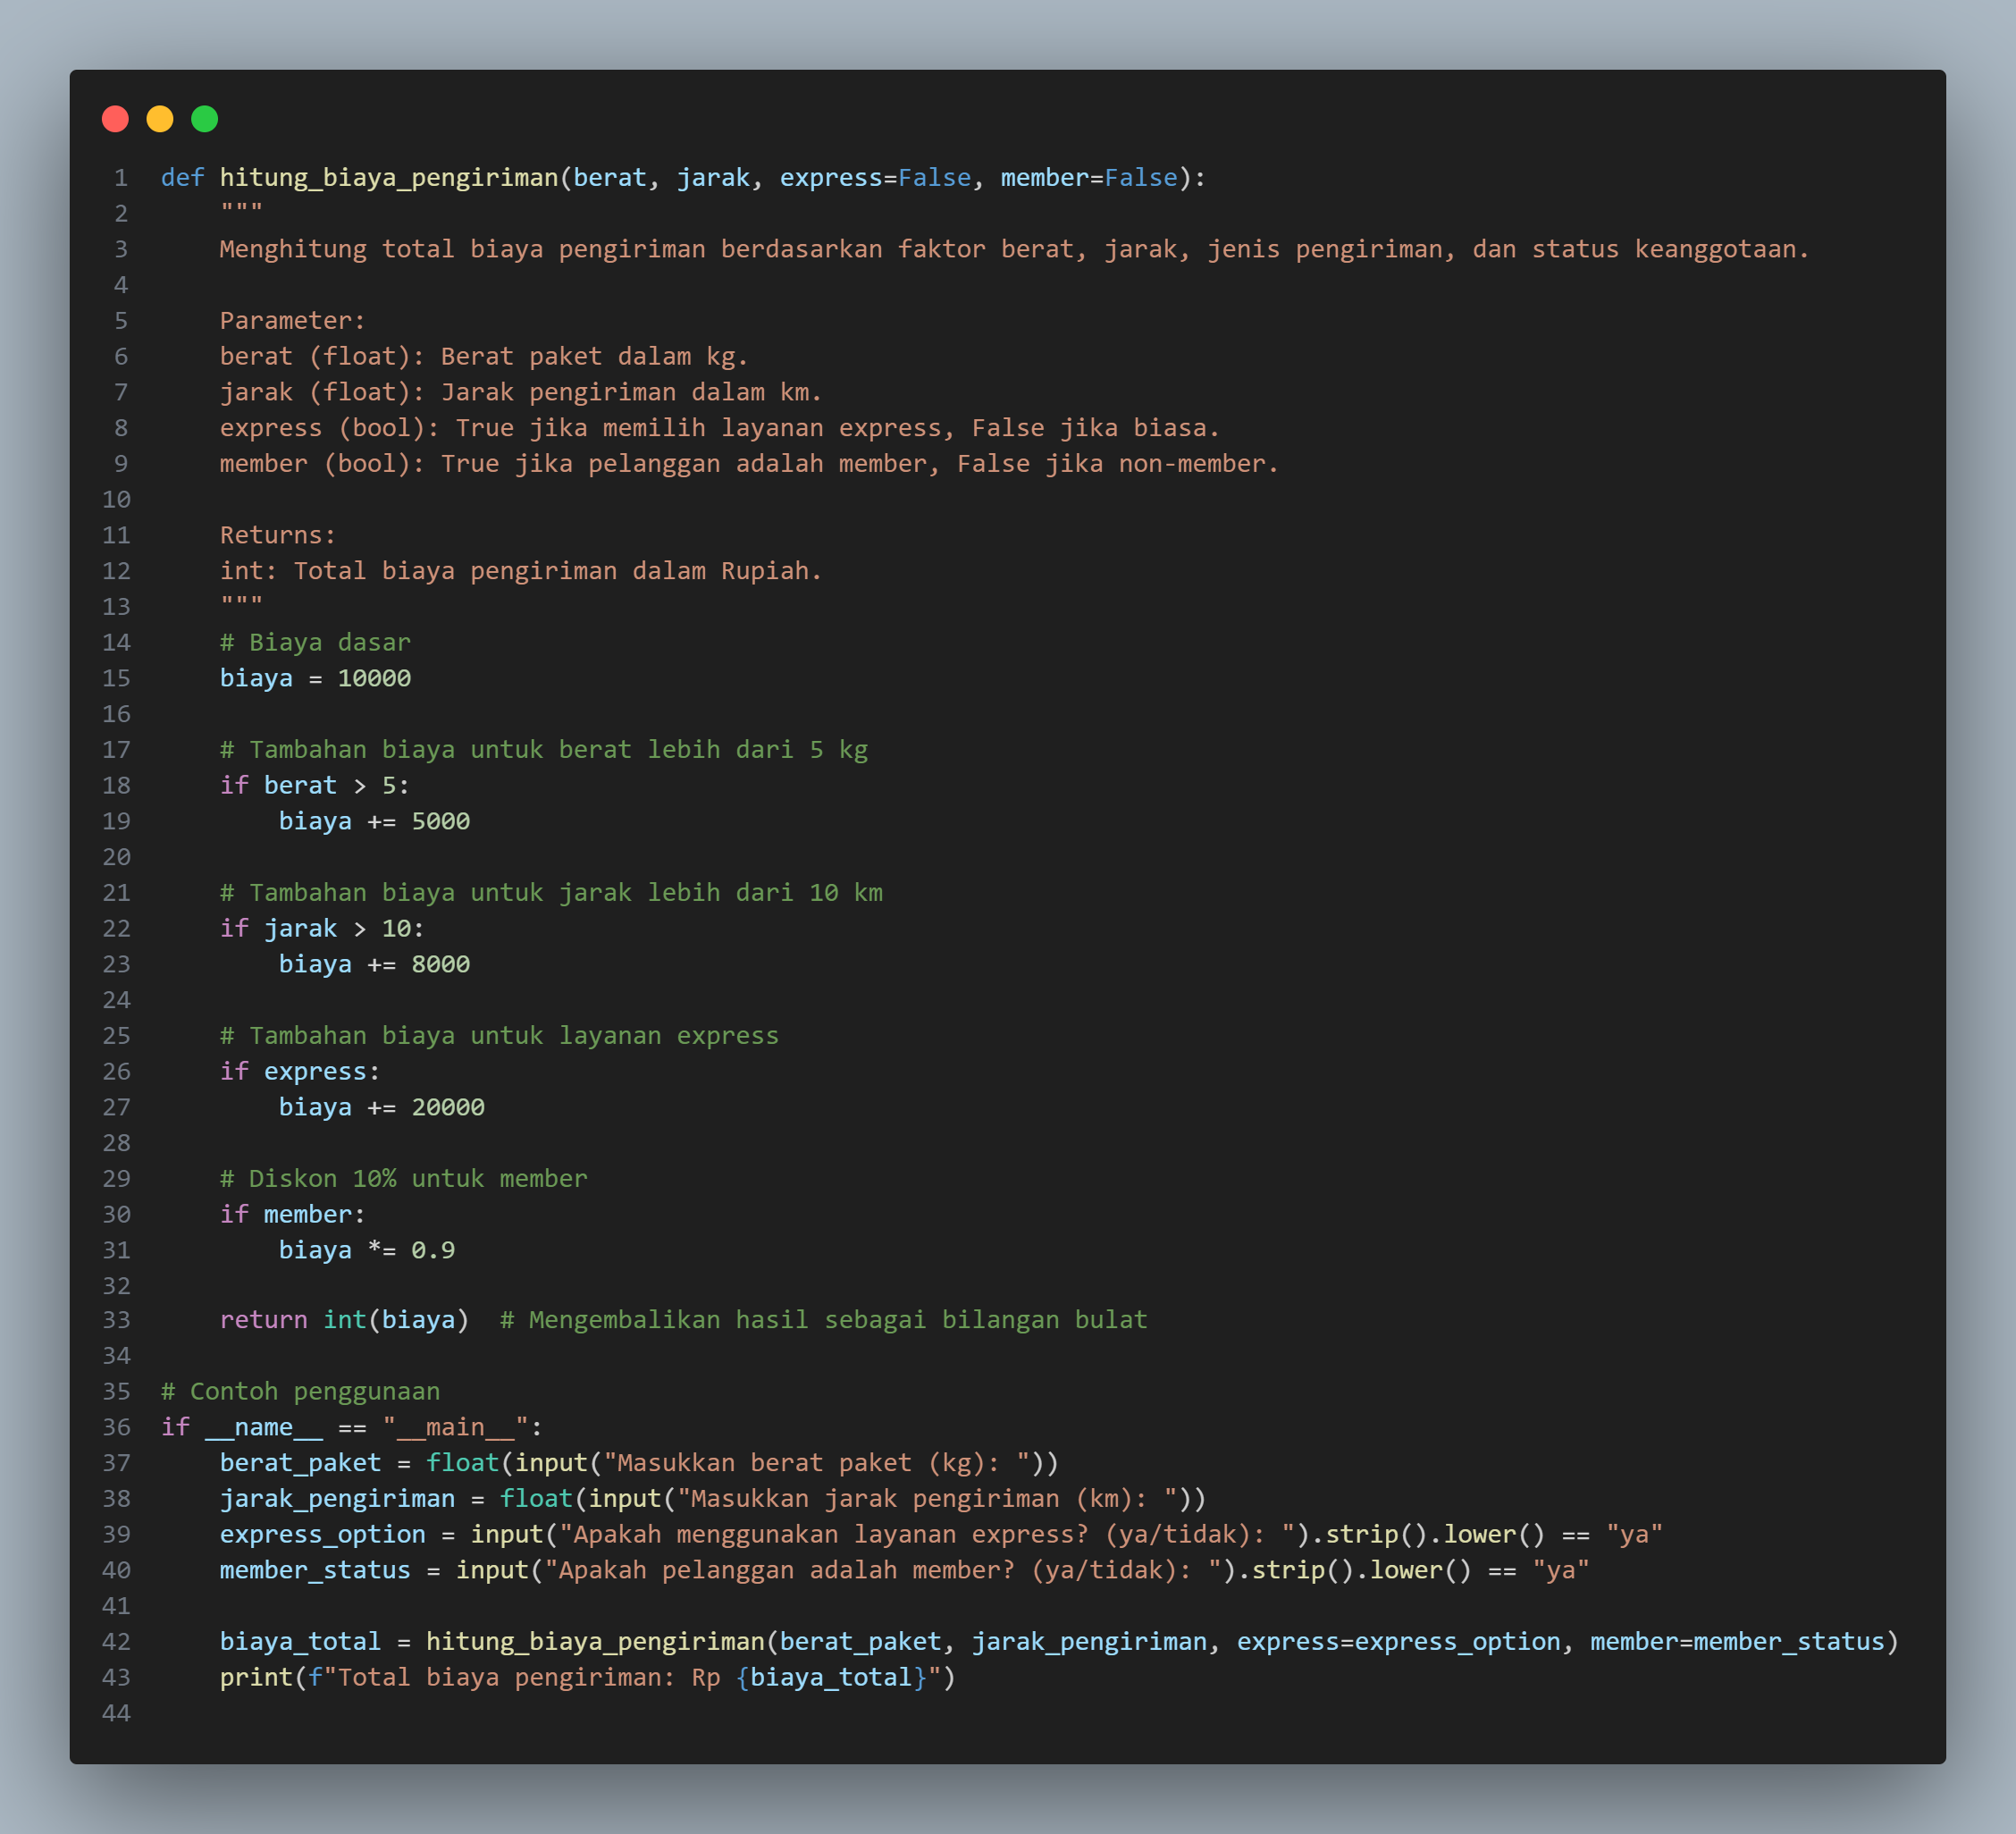 1 def hitung_biaya_pengiriman(berat, jarak, express=False, member=False):
2     """
3     Menghitung total biaya pengiriman berdasarkan faktor berat, jarak, jenis pengiriman, dan status keanggotaan.
4
5     Parameter:
6     berat (float): Berat paket dalam kg.
7     jarak (float): Jarak pengiriman dalam km.
8     express (bool): True jika memilih layanan express, False jika biasa.
9     member (bool): True jika pelanggan adalah member, False jika non-member.
10
11     Returns:
12     int: Total biaya pengiriman dalam Rupiah.
13     """
14     # Biaya dasar
15     biaya = 10000
16
17     # Tambahan biaya untuk berat lebih dari 5 kg
18     if berat > 5:
19         biaya += 5000
20
21     # Tambahan biaya untuk jarak lebih dari 10 km
22     if jarak > 10:
23         biaya += 8000
24
25     # Tambahan biaya untuk layanan express
26     if express:
27         biaya += 20000
28
29     # Diskon 10% untuk member
30     if member:
31         biaya *= 0.9
32
33     return int(biaya)  # Mengembalikan hasil sebagai bilangan bulat
34
35 # Contoh penggunaan
36 if __name__ == "__main__":
37     berat_paket = float(input("Masukkan berat paket (kg): "))
38     jarak_pengiriman = float(input("Masukkan jarak pengiriman (km): "))
39     express_option = input("Apakah menggunakan layanan express? (ya/tidak): ").strip().lower() == "ya"
40     member_status = input("Apakah pelanggan adalah member? (ya/tidak): ").strip().lower() == "ya"
41
42     biaya_total = hitung_biaya_pengiriman(berat_paket, jarak_pengiriman, express=express_option, member=member_status)
43     print(f"Total biaya pengiriman: Rp {biaya_total}")
44